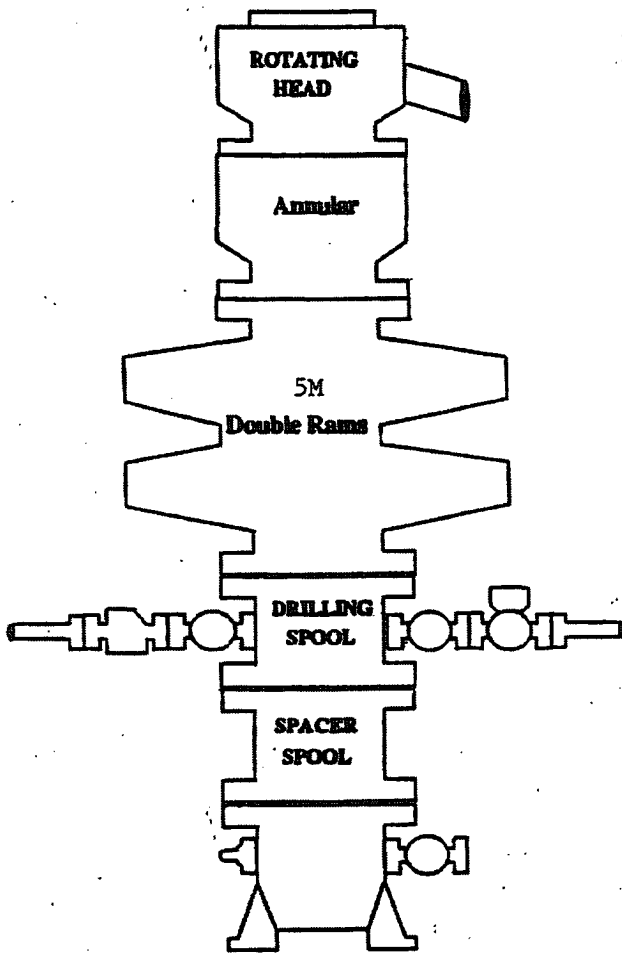 ROTATING
HEAD
Annular
5M
Double Rams
DRILLING
SPOOL
SPACER
SPOOL